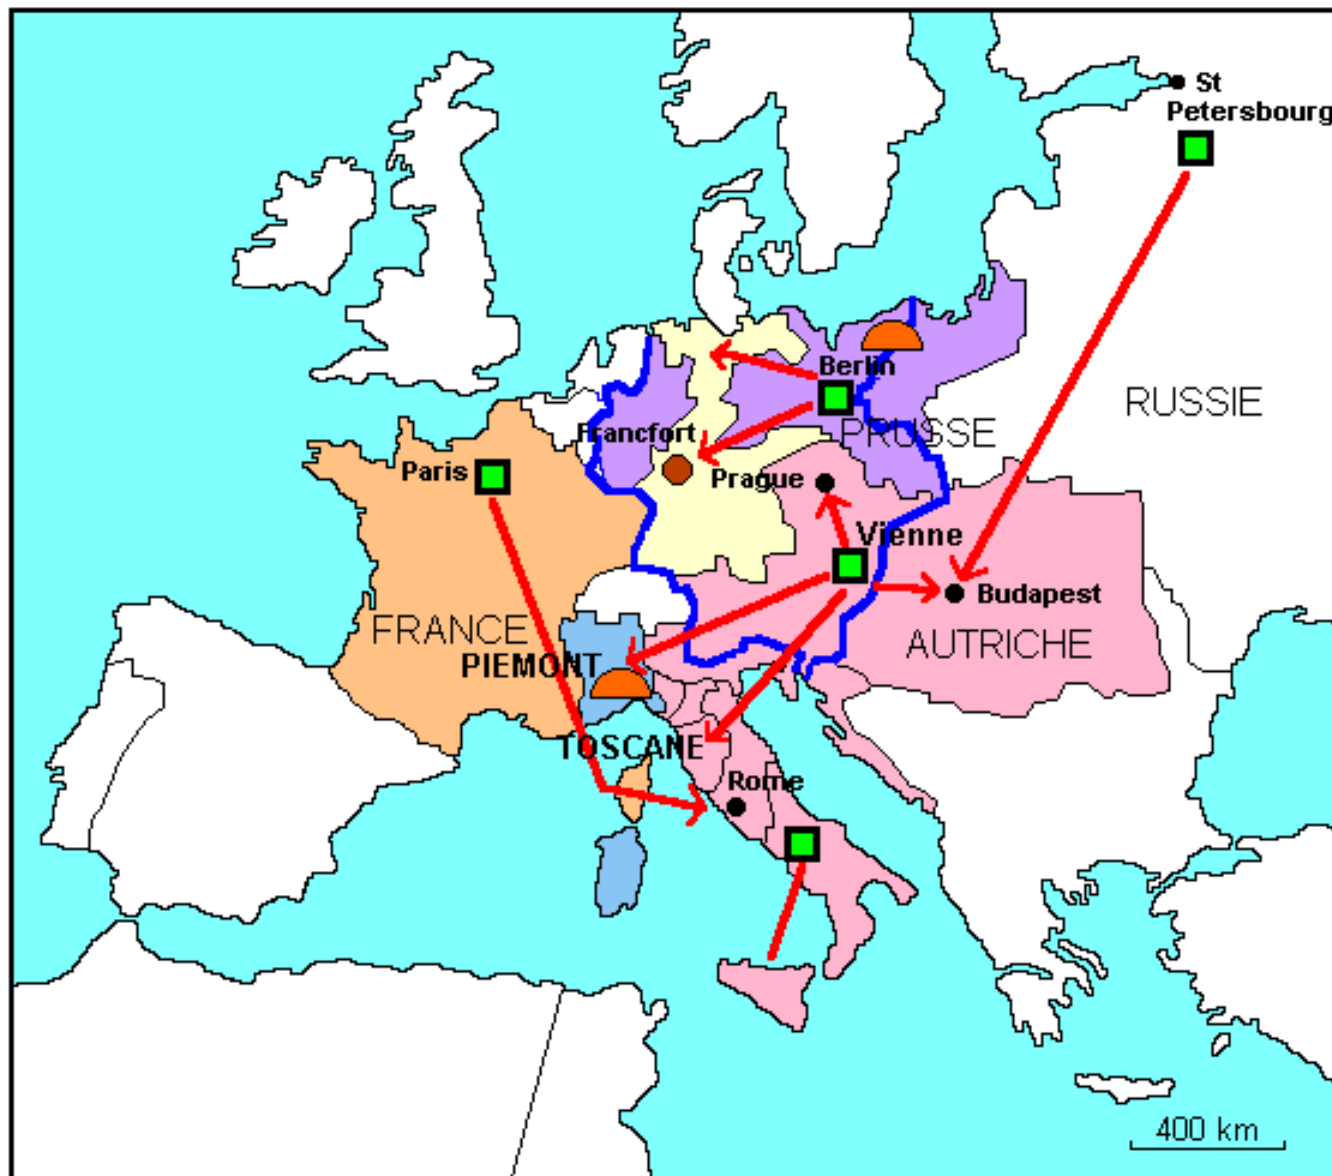 St
Petersbourg
Berlin
RUSSIE
PRUSSE
Francfort
Paris
Prague
Vienne
Budapest
FRANCE
AUTRICHE
PIEMONT
TOSCANE
Rome
400 km